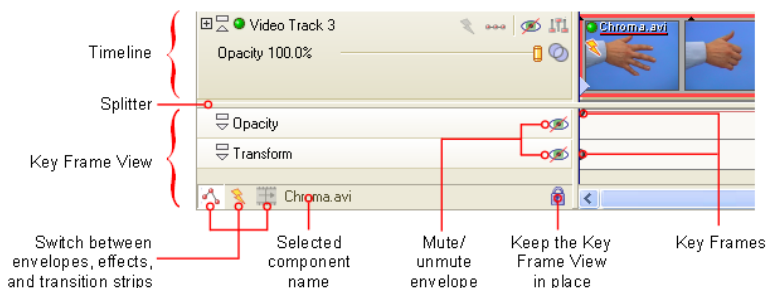 Timeline
Video Track 3
Opacity 100.0%
Chroma.avi
Splitter
Key Frame View
Opacity
Transform
Chroma.avi
Switch between
envelopes, effects,
and transition strips
Selected
component
name
Mute/
unmute
envelope
Keep the Key
Frame View
in place
Key Frames